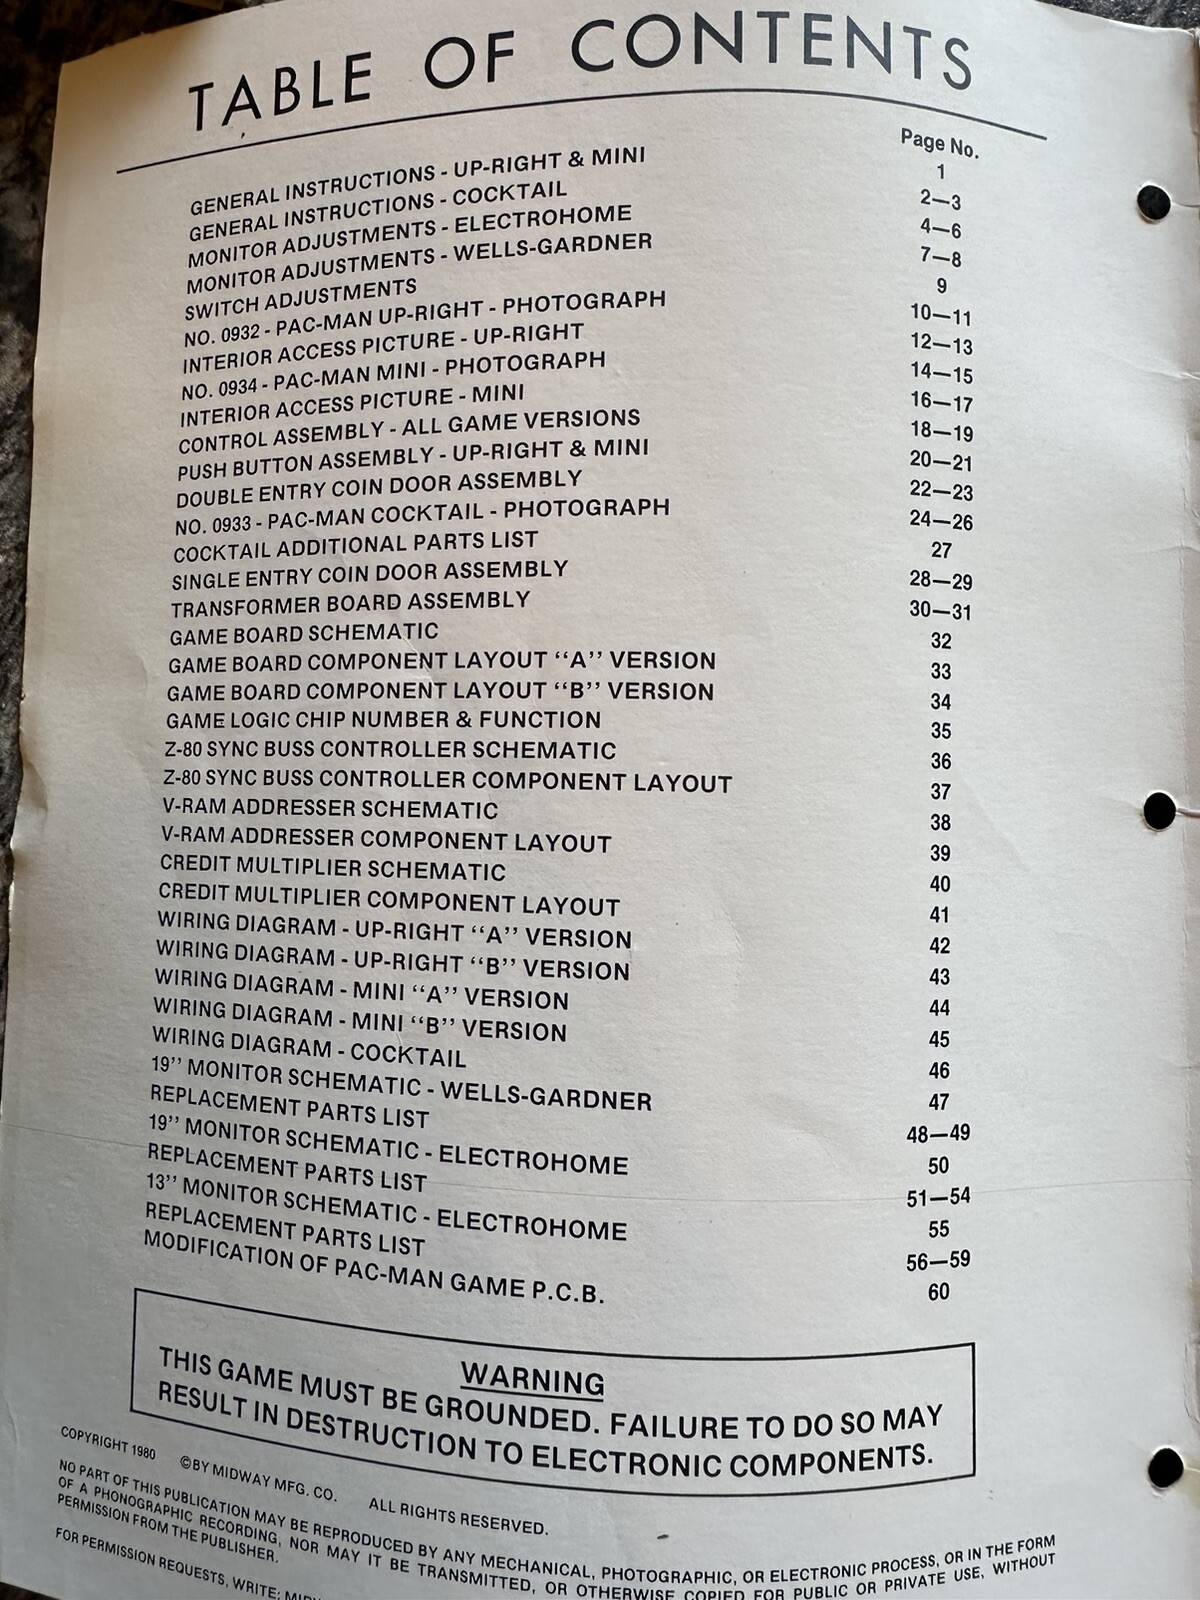 TABLE OF CONTENTS
Page No.
GENERAL INSTRUCTIONS - UP-RIGHT & MINI 1
GENERAL INSTRUCTIONS - COCKTAIL 2—3
MONITOR ADJUSTMENTS - ELECTROHOME 4—6
MONITOR ADJUSTMENTS - WELLS-GARDNER 7—8
SWITCH ADJUSTMENTS 9
NO. 0932 - PAC-MAN UP-RIGHT - PHOTOGRAPH 10—11
INTERIOR ACCESS PICTURE - UP-RIGHT 12—13
NO. 0934 - PAC-MAN MINI - PHOTOGRAPH 14—15
INTERIOR ACCESS PICTURE - MINI 16—17
CONTROL ASSEMBLY - ALL GAME VERSIONS 18—19
PUSH BUTTON ASSEMBLY - UP-RIGHT & MINI 20—21
DOUBLE ENTRY COIN DOOR ASSEMBLY 22—23
NO. 0933 - PAC-MAN COCKTAIL - PHOTOGRAPH 24—26
COCKTAIL ADDITIONAL PARTS LIST 27
SINGLE ENTRY COIN DOOR ASSEMBLY 28—29
TRANSFORMER BOARD ASSEMBLY 30—31
GAME BOARD SCHEMATIC 32
GAME BOARD COMPONENT LAYOUT “A” VERSION 33
GAME BOARD COMPONENT LAYOUT “B” VERSION 34
GAME LOGIC CHIP NUMBER & FUNCTION 35
Z-80 SYNC BUSS CONTROLLER SCHEMATIC 36
Z-80 SYNC BUSS CONTROLLER COMPONENT LAYOUT 37
V-RAM ADDRESSER SCHEMATIC 38
V-RAM ADDRESSER COMPONENT LAYOUT 39
CREDIT MULTIPLIER SCHEMATIC 40
CREDIT MULTIPLIER COMPONENT LAYOUT 41
WIRING DIAGRAM - UP-RIGHT “A” VERSION 42
WIRING DIAGRAM - UP-RIGHT “B” VERSION 43
WIRING DIAGRAM - MINI “A” VERSION 44
WIRING DIAGRAM - MINI “B” VERSION 45
WIRING DIAGRAM - COCKTAIL 46
19” MONITOR SCHEMATIC - WELLS-GARDNER 47
REPLACEMENT PARTS LIST 48—49
19” MONITOR SCHEMATIC - ELECTROHOME 50
REPLACEMENT PARTS LIST 51—54
13” MONITOR SCHEMATIC - ELECTROHOME 55
REPLACEMENT PARTS LIST 56—59
MODIFICATION OF PAC-MAN GAME P.C.B. 60
WARNING
THIS GAME MUST BE GROUNDED. FAILURE TO DO SO MAY
RESULT IN DESTRUCTION TO ELECTRONIC COMPONENTS.
COPYRIGHT 1980 ©BY MIDWAY MFG. CO. ALL RIGHTS RESERVED.
NO PART OF THIS PUBLICATION MAY BE REPRODUCED BY ANY MECHANICAL, PHOTOGRAPHIC, OR ELECTRONIC PROCESS, OR IN THE FORM
OF A PHONOGRAPHIC RECORDING, NOR MAY IT BE TRANSMITTED, OR OTHERWISE COPIED FOR PUBLIC OR PRIVATE USE, WITHOUT
PERMISSION FROM THE PUBLISHER.
FOR PERMISSION REQUESTS, WRITE: